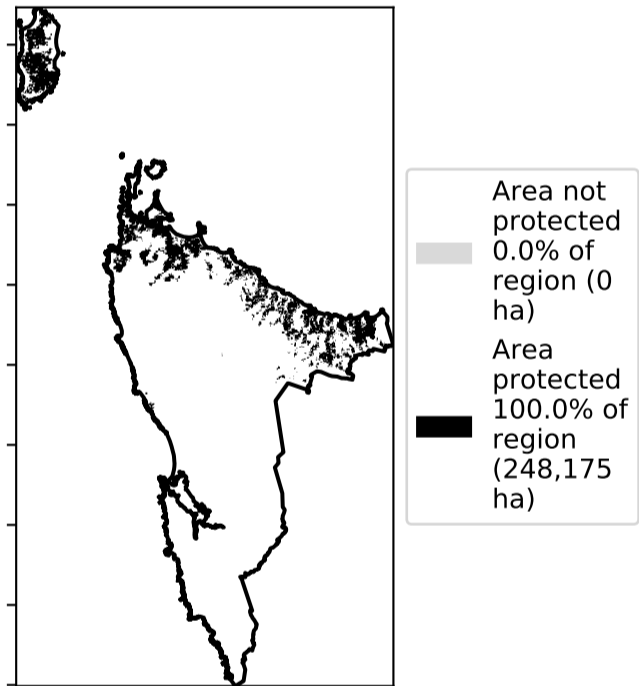 Area not
protected
0.0% of
region (0
ha)
Area
protected
100.0% of
region
(248,175
ha)